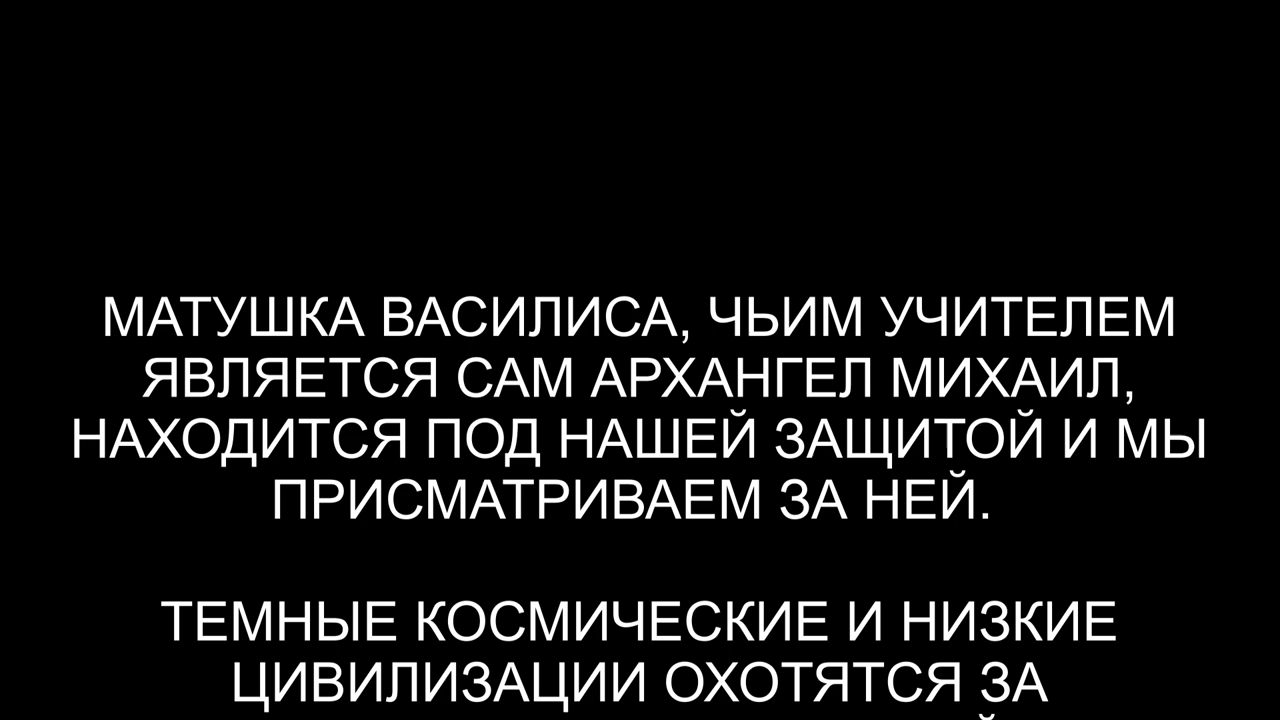 МАТУШКА ВАСИЛИСА, ЧЬИМ УЧИТЕЛЕМ
ЯВЛЯЕТСЯ САМ АРХАНГЕЛ МИХАИЛ,
НАХОДИТСЯ ПОД НАШЕЙ ЗАЩИТОЙ И МЫ
ПРИСМАТРИВАЕМ ЗА НЕЙ.
ТЕМНЫЕ КОСМИЧЕСКИЕ И НИЗКИЕ
ЦИВИЛИЗАЦИИ ОХОТЯТСЯ ЗА